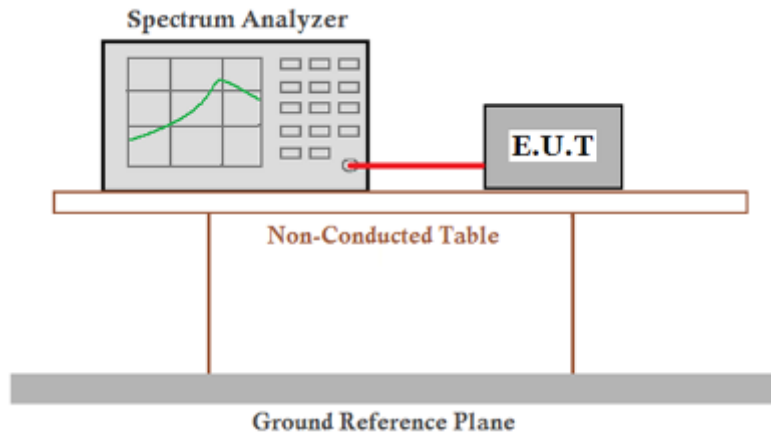 Spectrum Analyzer
E.U.T
Non-Conducted Table
Ground Reference Plane